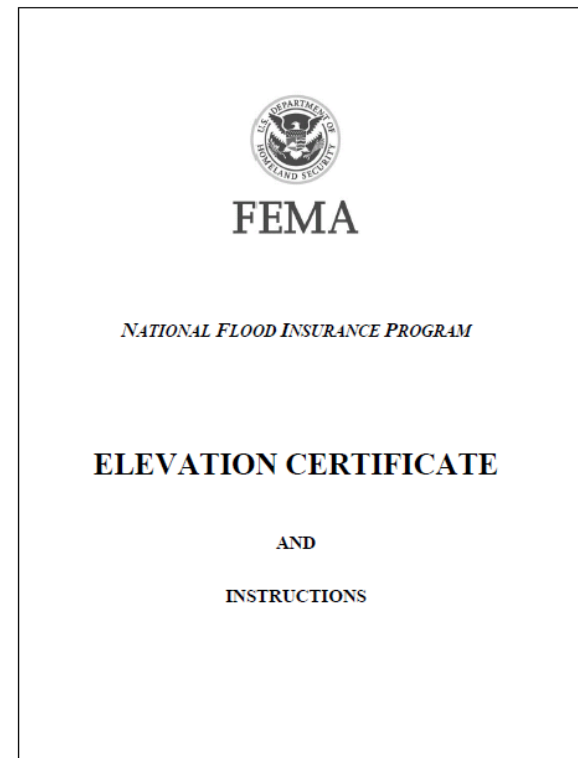 U.S. DEPARTMENT OF
HOMELAND SECURITY
FEMA
NATIONAL FLOOD INSURANCE PROGRAM
ELEVATION CERTIFICATE
AND
INSTRUCTIONS